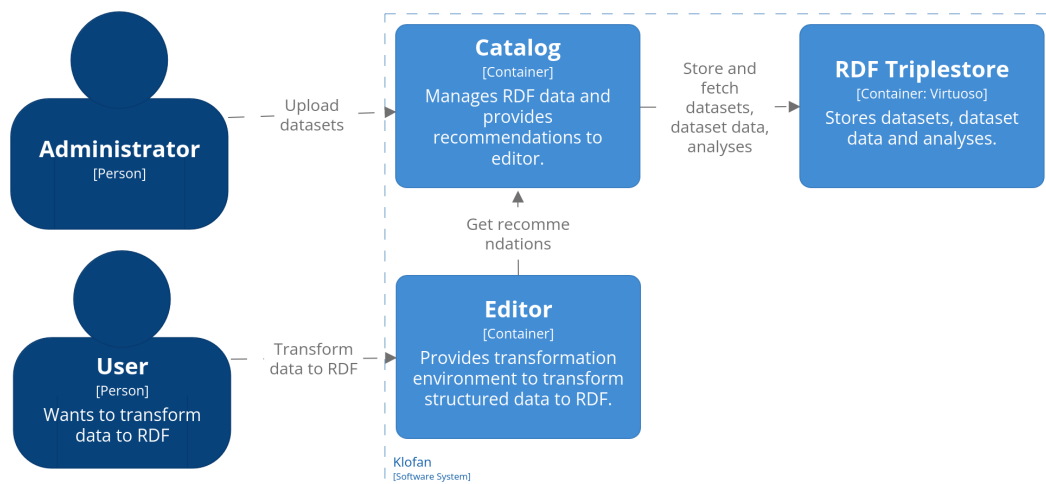 Administrator
[Person]
Upload
datasets
Catalog
[Container]
Manages RDF data and
provides
recommendations to
editor.
Store and
fetch
datasets,
dataset data,
analyses
RDF Triplestore
[Container: Virtuoso]
Stores datasets, dataset
data and analyses.
Get recomme
ndations
User
[Person]
Wants to transform
data to RDF
Transform
data to RDF
Editor
[Container]
Provides transformation
environment to transform
structured data to RDF.
Klofan
[Software System]